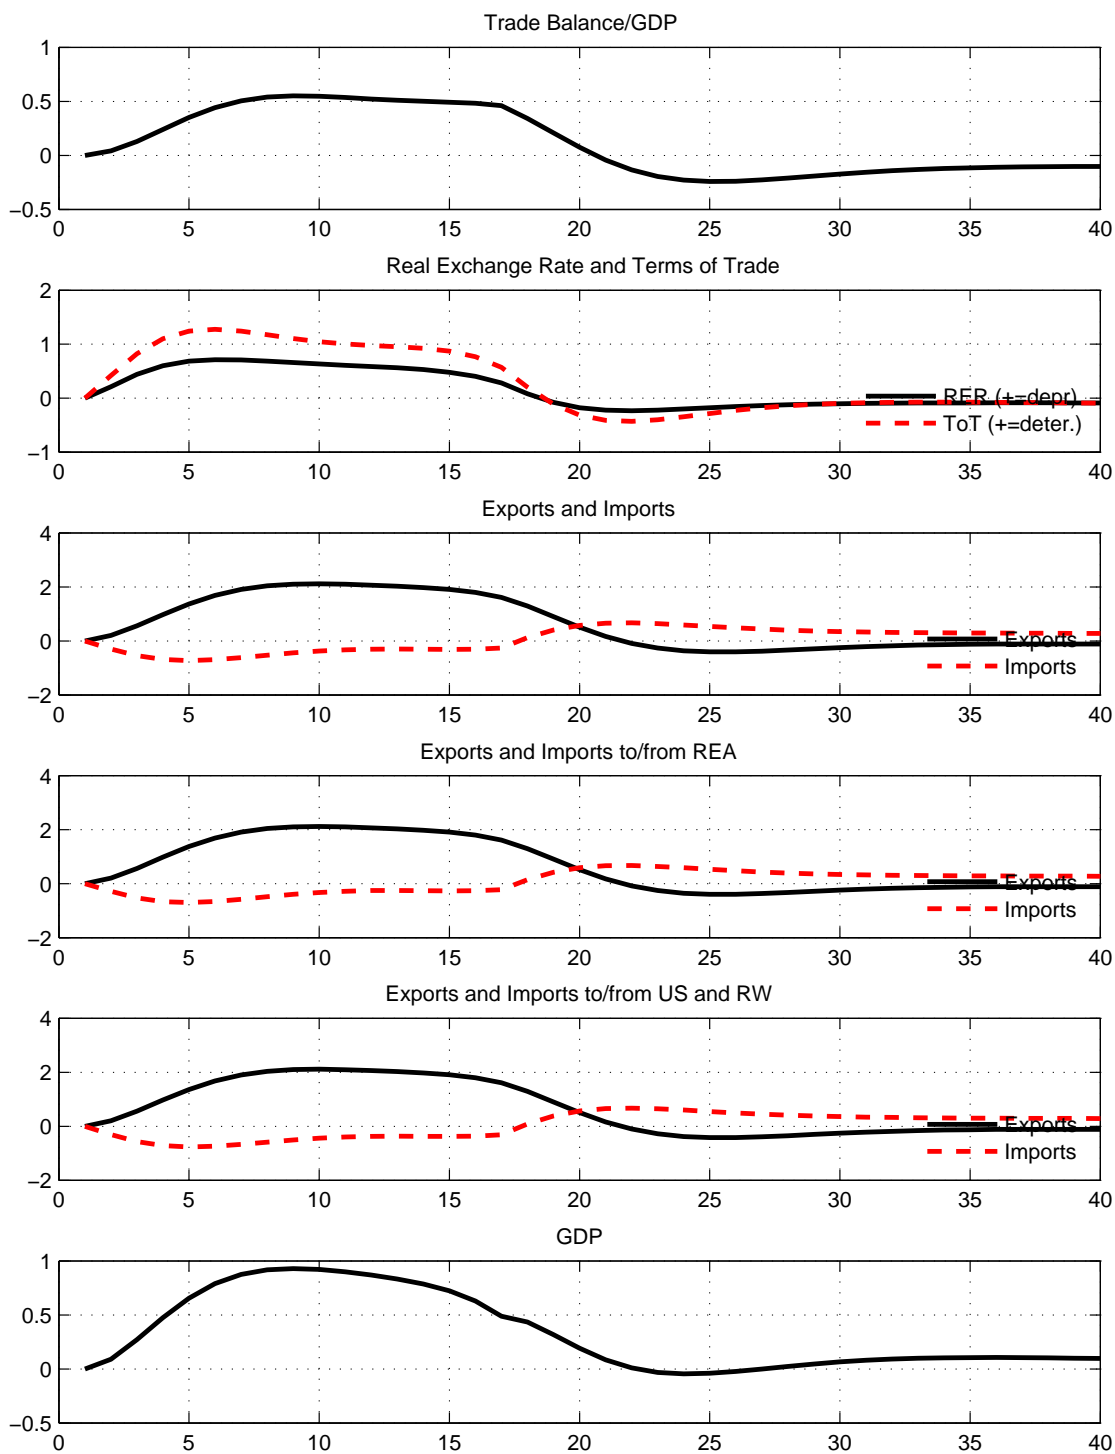 Trade Balance/GDP
1
0.5
0
−0.5
0 5 10 15 20 25 30 35 40
Real Exchange Rate and Terms of Trade
2
1
0
RER (+=depr)
ToT (+=deter.)
−1
0 5 10 15 20 25 30 35 40
Exports and Imports
4
2
0
Exports
Imports
−2
0 5 10 15 20 25 30 35 40
Exports and Imports to/from REA
4
2
0
Exports
Imports
−2
0 5 10 15 20 25 30 35 40
Exports and Imports to/from US and RW
4
2
0
Exports
Imports
−2
0 5 10 15 20 25 30 35 40
GDP
1
0.5
0
−0.5
0 5 10 15 20 25 30 35 40